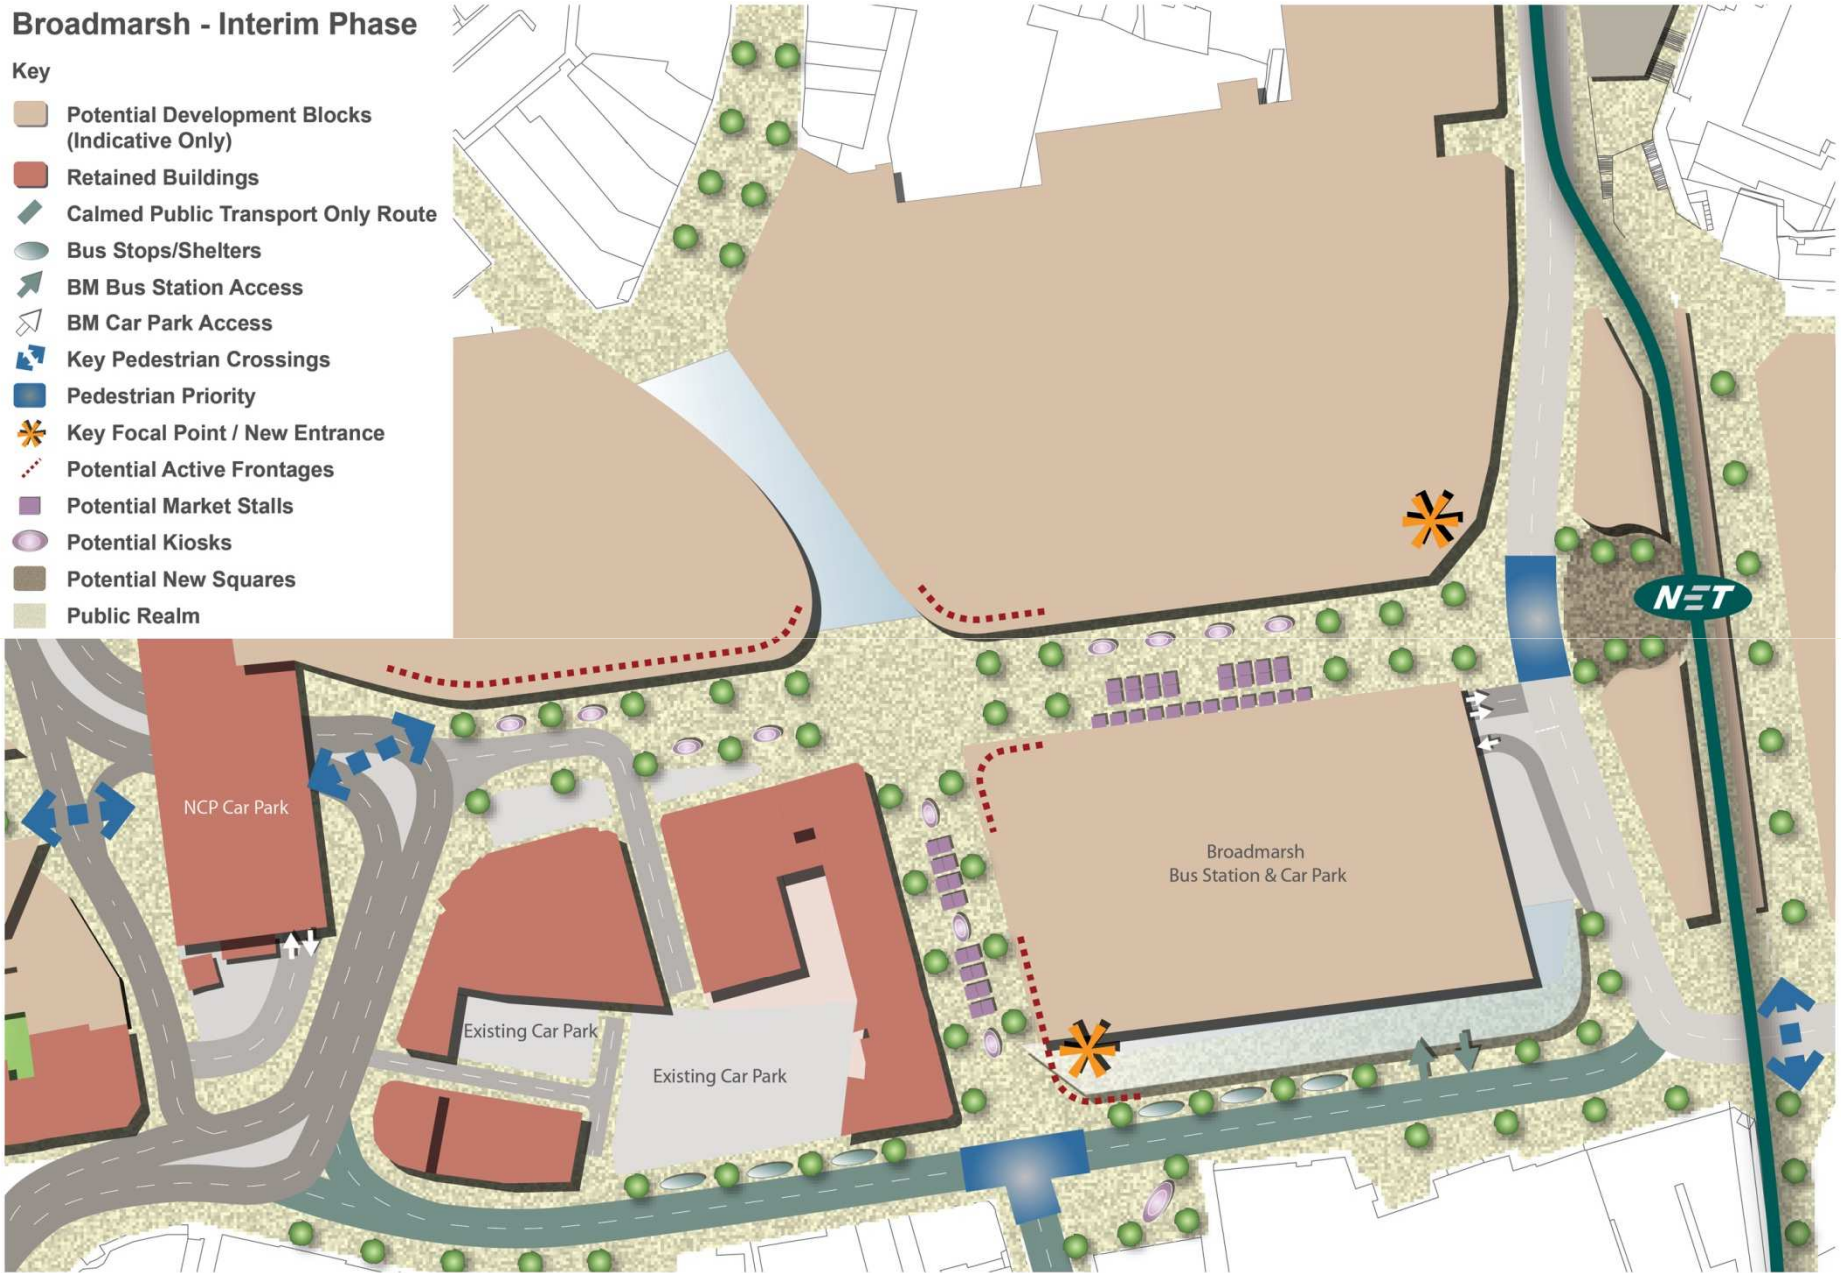 Broadmarsh - Interim Phase
Key
Potential Development Blocks
(Indicative Only)
Retained Buildings
Calmed Public Transport Only Route
Bus Stops/Shelters
BM Bus Station Access
BM Car Park Access
Key Pedestrian Crossings
Pedestrian Priority
Key Focal Point / New Entrance
Potential Active Frontages
Potential Market Stalls
Potential Kiosks
Potential New Squares
Public Realm
NET
NCP Car Park
Broadmarsh
Bus Station & Car Park
Existing Car Park
Existing Car Park